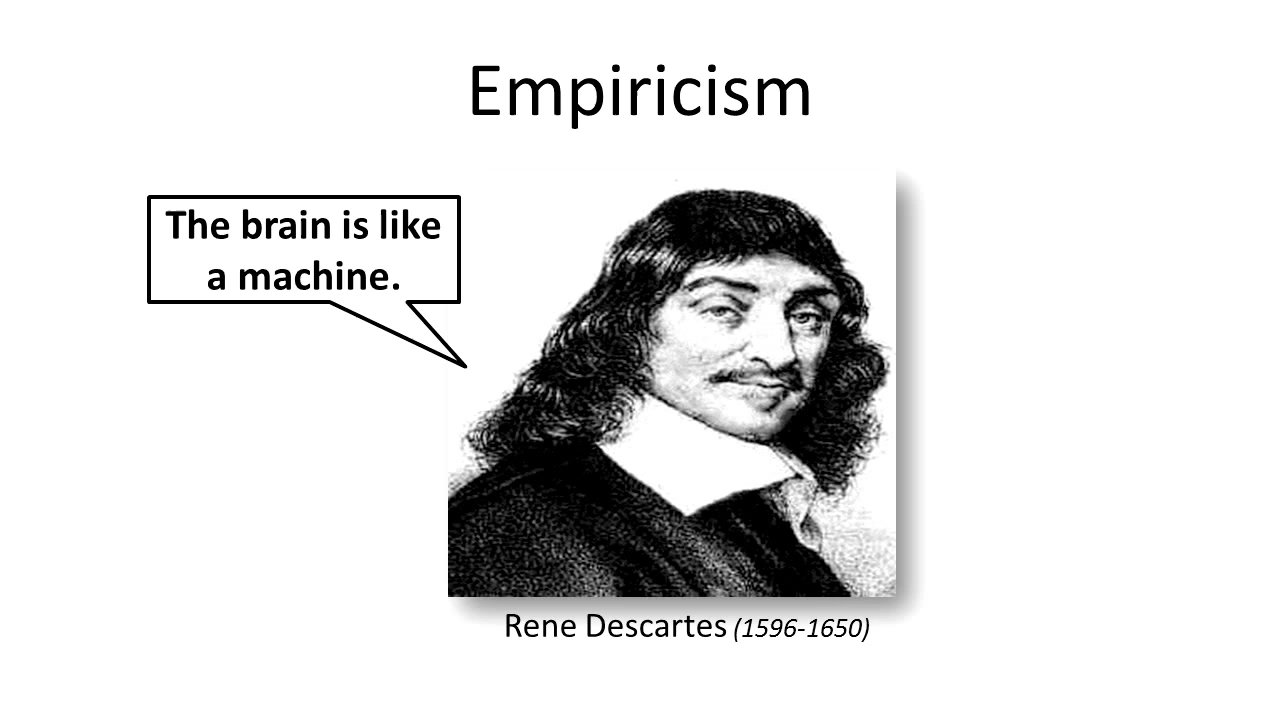 Empiricism
The brain is like
a machine.
Rene Descartes (1596-1650)